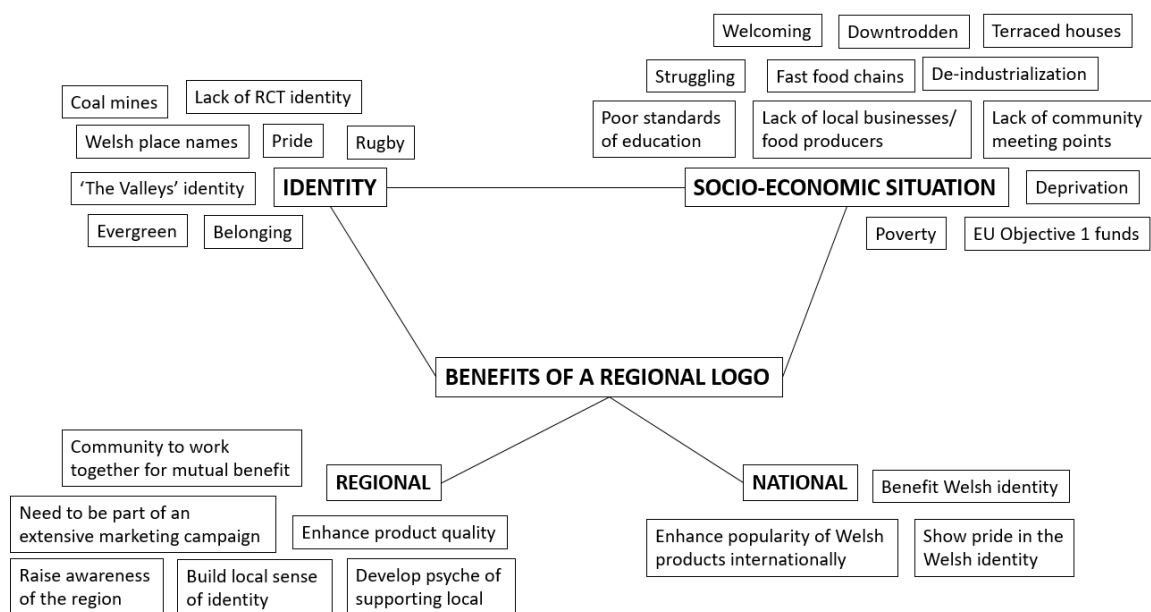 Welcoming
Downtrodden
Terraced houses
Struggling
Fast food chains
De-industrialization
Coal mines
Lack of RCT identity
Poor standards
of education
Lack of local businesses/
food producers
Lack of community
meeting points
Welsh place names
Pride
Rugby
‘The Valleys’ identity
IDENTITY
SOCIO-ECONOMIC SITUATION
Deprivation
Evergreen
Belonging
Poverty
EU Objective 1 funds
BENEFITS OF A REGIONAL LOGO
Community to work
together for mutual benefit
REGIONAL
NATIONAL
Benefit Welsh identity
Need to be part of an
extensive marketing campaign
Enhance product quality
Enhance popularity of Welsh
products internationally
Show pride in the
Welsh identity
Raise awareness
of the region
Build local sense
of identity
Develop psyche of
supporting local